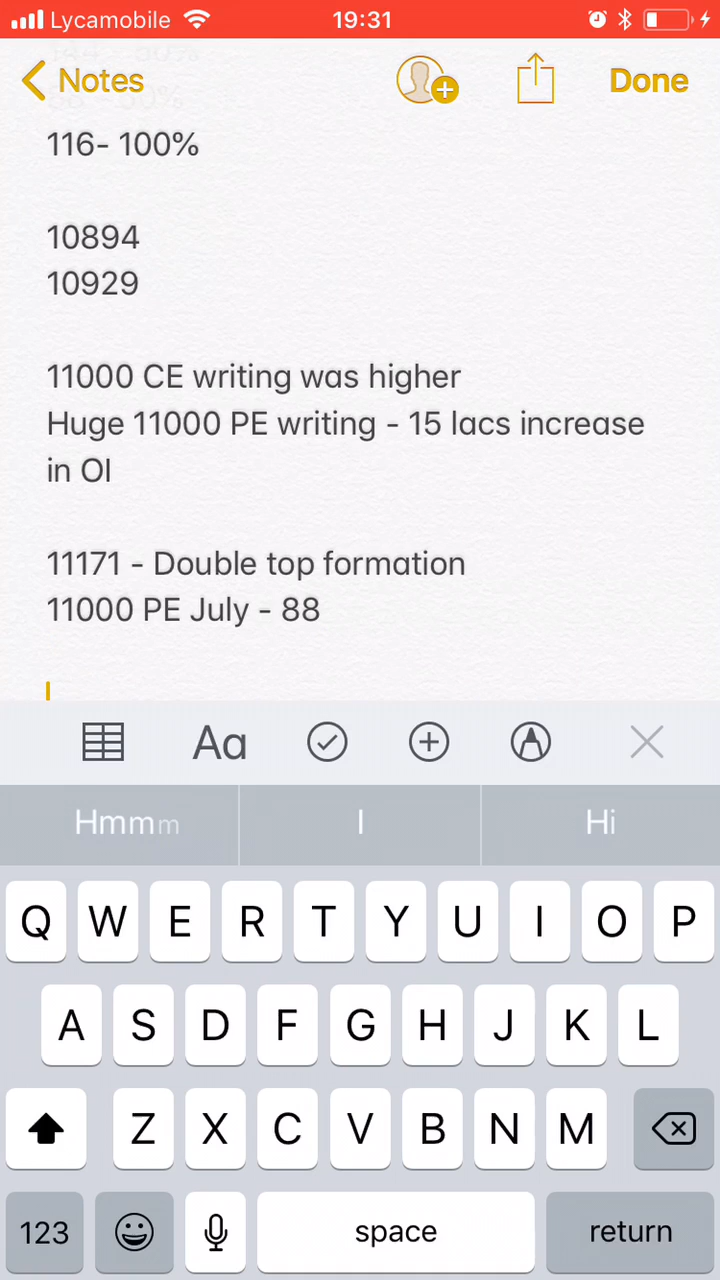 Lycamobile 19:31
Notes Done
116- 100%
10894
10929
11000 CE writing was higher
Huge 11000 PE writing - 15 lacs increase
in OI
11171 - Double top formation
11000 PE July - 88
Aa
Hmmm I Hi
Q W E R T Y U I O P
A S D F G H J K L
Z X C V B N M
123 space return